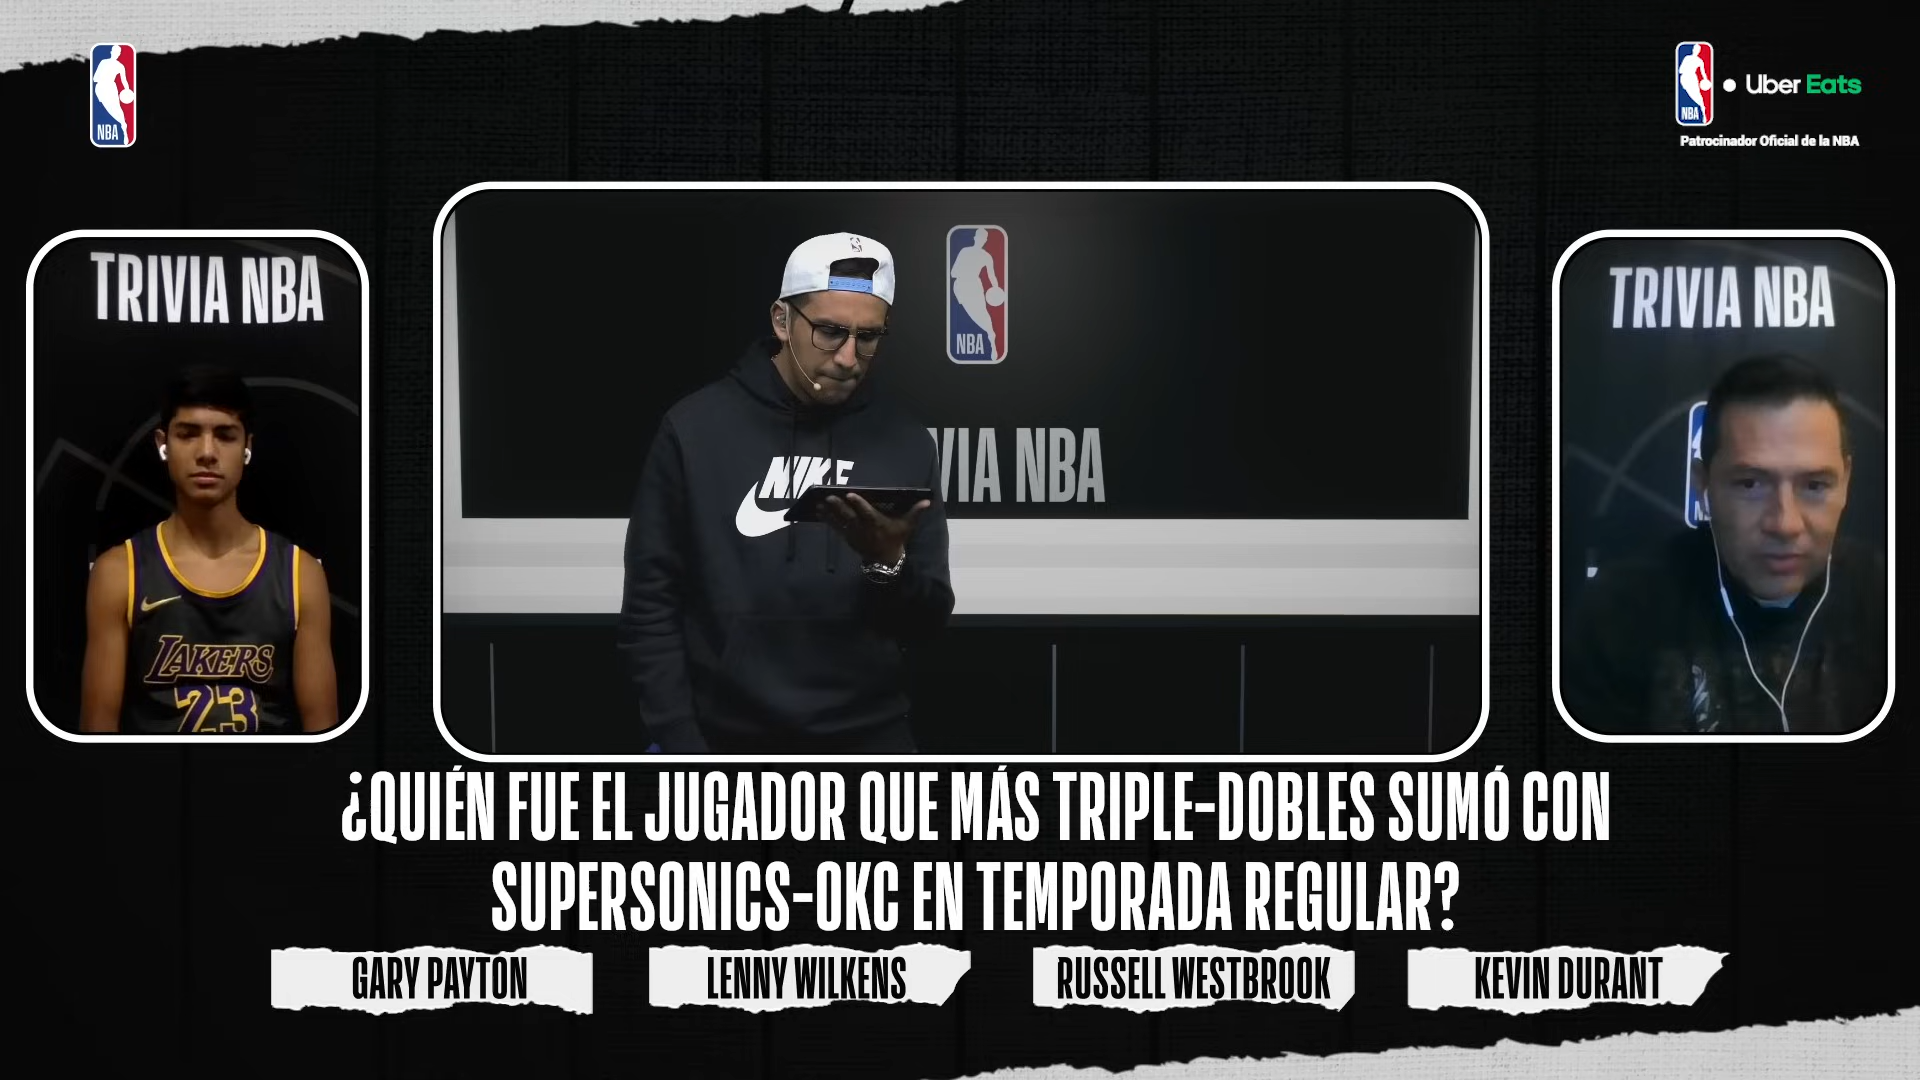 NBA
NBA
Uber Eats
Patrocinador Oficial de la NBA
TRIVIA NBA
NBA
VIA NBA
NIKE
TRIVIA NBA
LAKERS
23
¿QUIÉN FUE EL JUGADOR QUE MÁS TRIPLE-DOBLES SUMÓ CON
SUPERSONICS-OKC EN TEMPORADA REGULAR?
GARY PAYTON
LENNY WILKENS
RUSSELL WESTBROOK
KEVIN DURANT